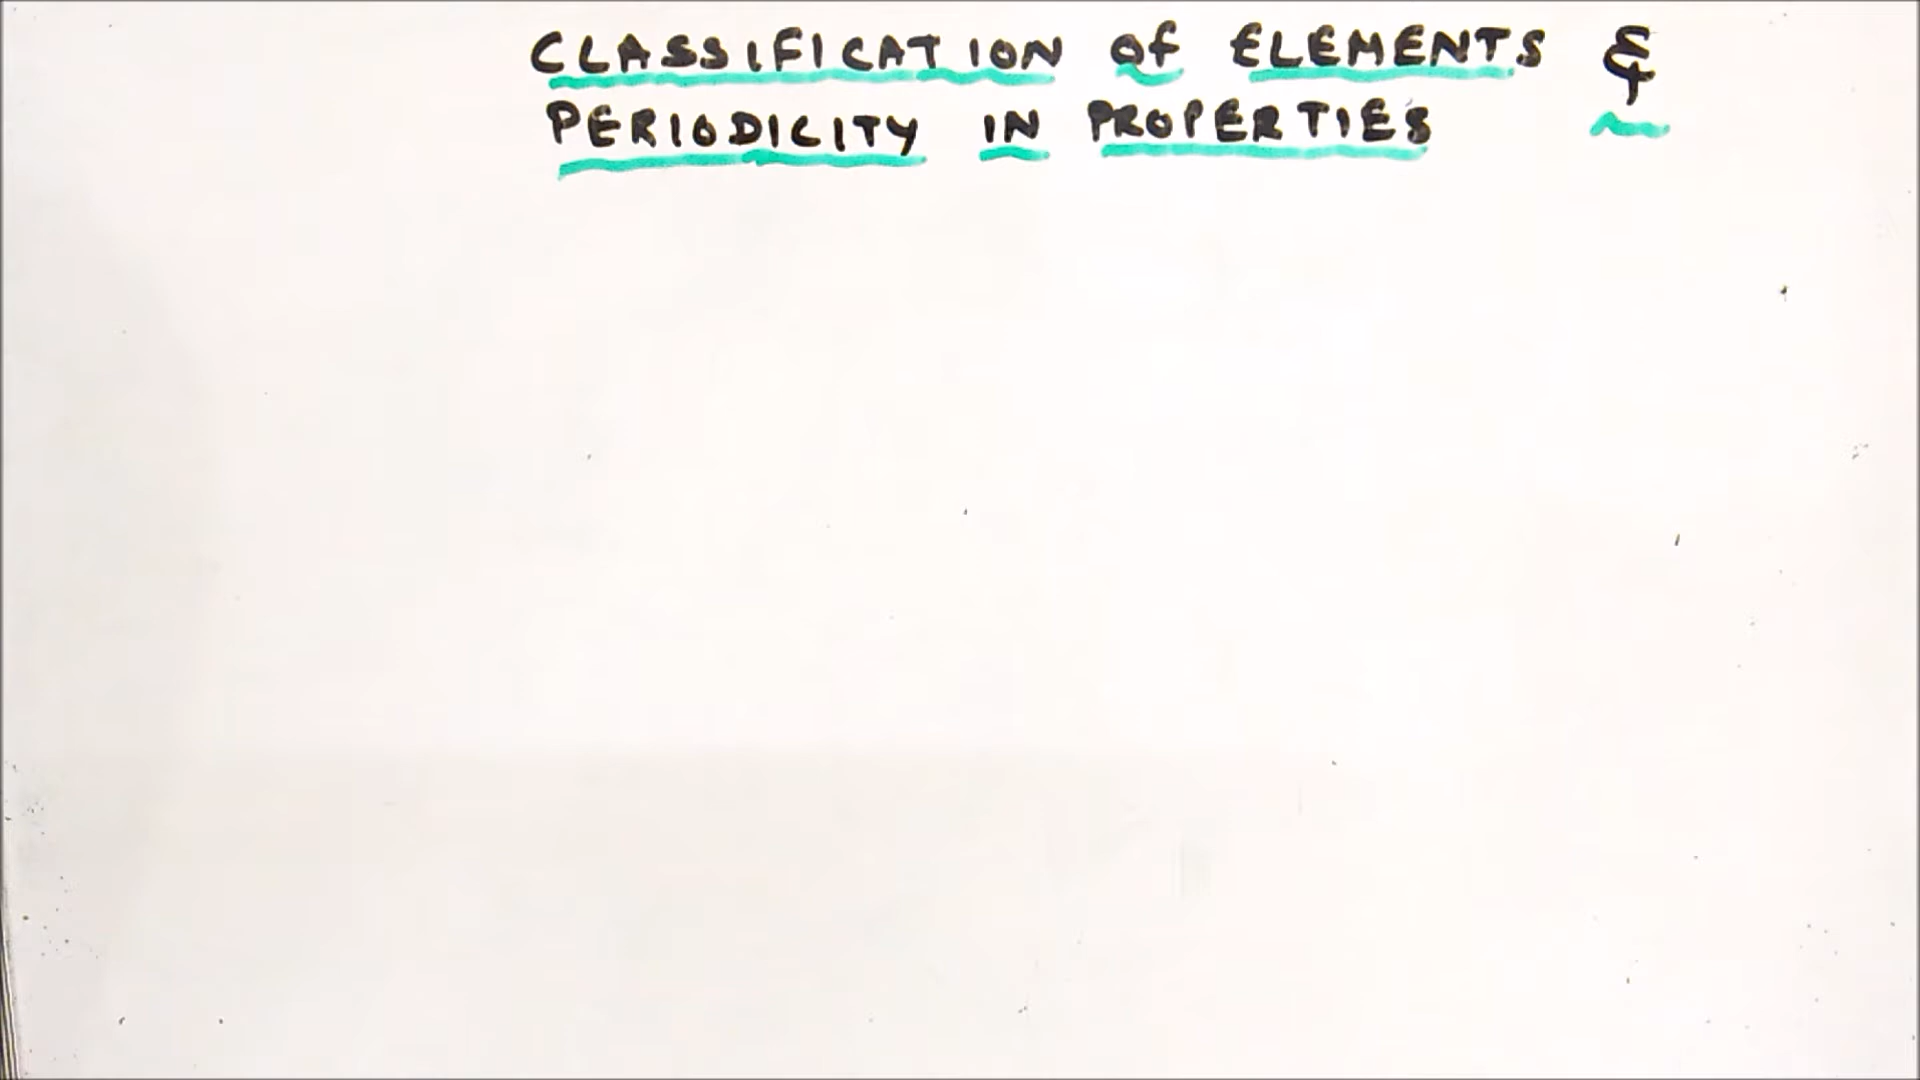 CLASSIFICATION Of ELEMENTS &
PERIODICITY IN PROPERTIES